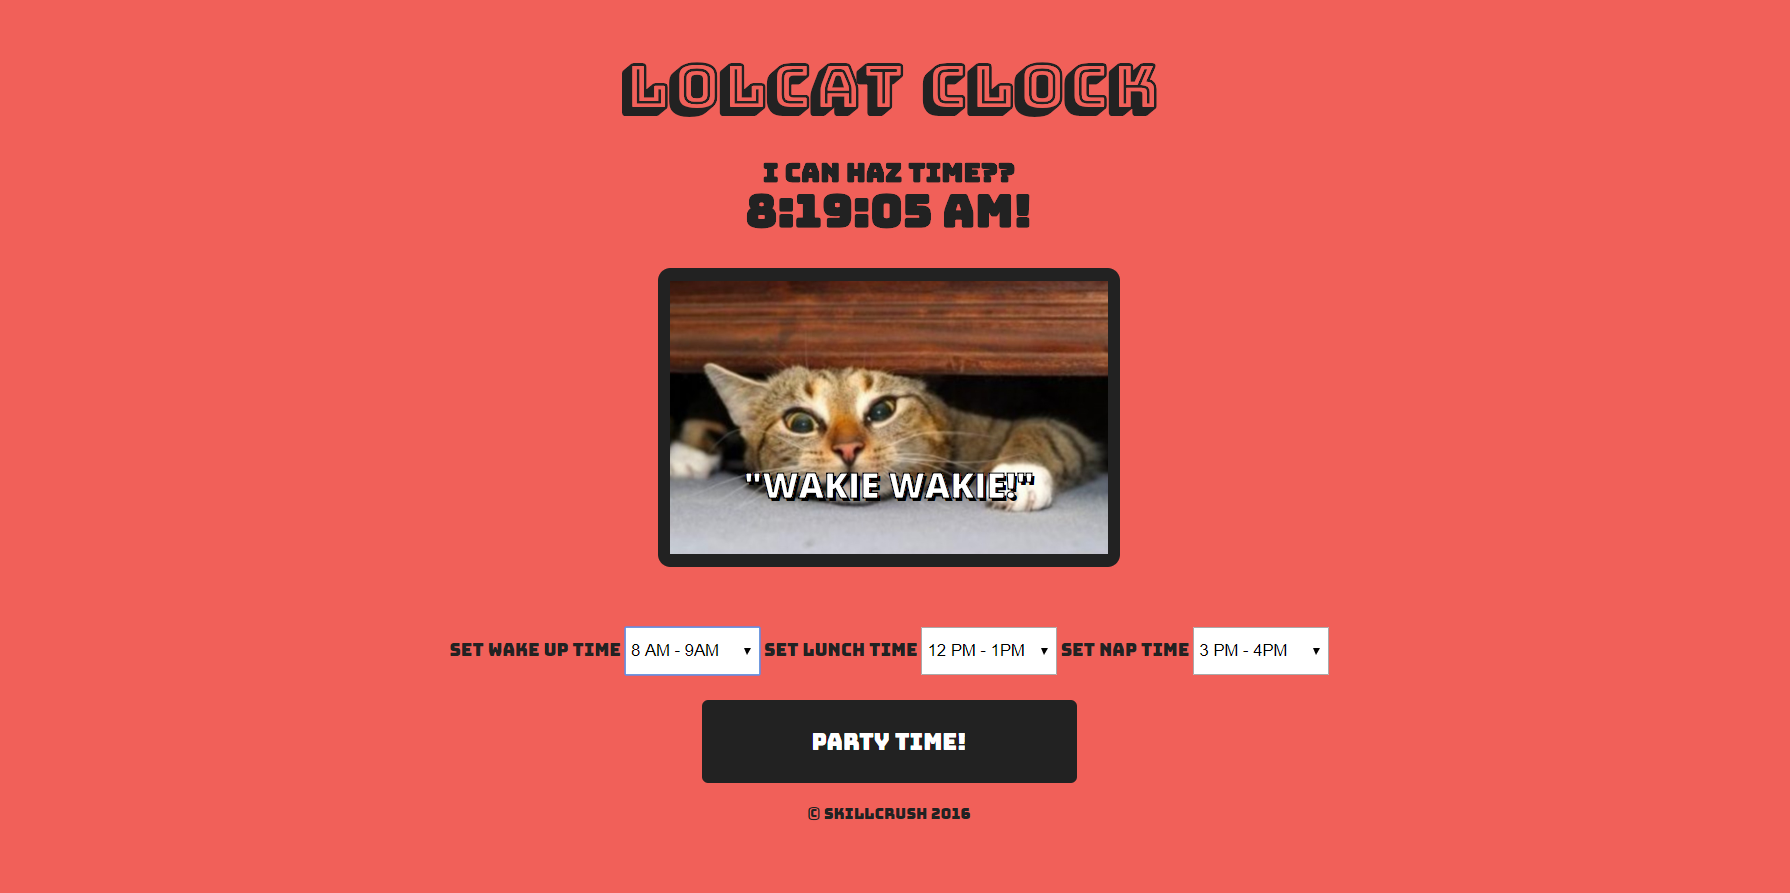 LOLCAT CLOCK
I CAN HAZ TIME??
8:19:05 AM!
"WAKIE WAKIE!"
SET WAKE UP TIME 8 AM - 9AM SET LUNCH TIME 12 PM - 1PM SET NAP TIME 3 PM - 4PM
PARTY TIME!
© SKILLCRUSH 2016